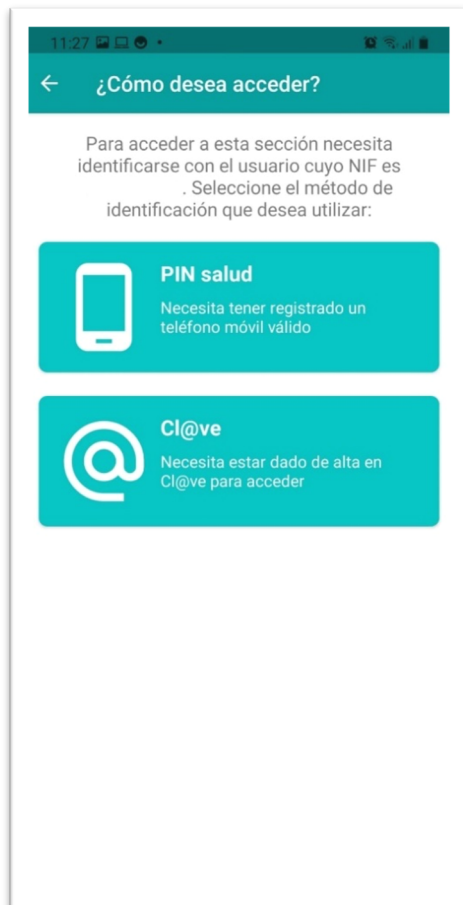 11:27
¿Cómo desea acceder?
Para acceder a esta sección necesita
identificarse con el usuario cuyo NIF es
. Seleccione el método de
identificación que desea utilizar:
PIN salud
Necesita tener registrado un
teléfono móvil válido
Cl@ve
Necesita estar dado de alta en
Cl@ve para acceder